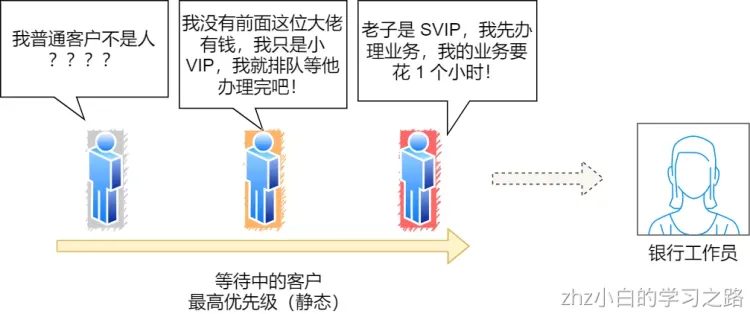 我普通客户不是人
？？？？
我没有前面这位大佬
有钱，我只是小
VIP，我就排队等他
办理完吧！
老子是 SVIP，我先办
理业务，我的业务要
花 1 个小时！
等待中的客户
最高优先级（静态）
银行工作员
zhz小白的学习之路